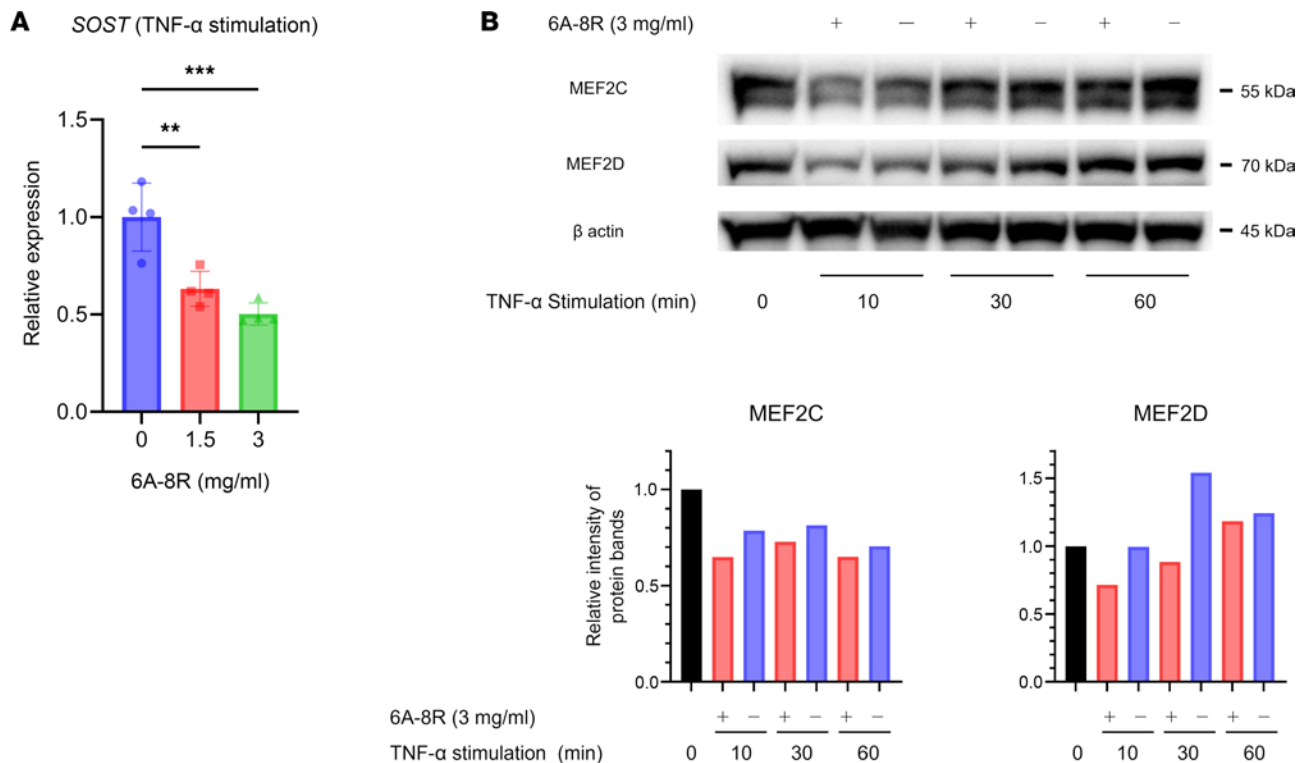 A
SOST (TNF-α stimulation)
***
**
Relative expression
1.5
1.0
0.5
0.0
0 1.5 3
6A-8R (mg/ml)
B
6A-8R (3 mg/ml) + − + − + −
MEF2C
55 kDa
MEF2D
70 kDa
β actin
45 kDa
TNF-α Stimulation (min) 0 10 30 60
MEF2C
Relative intensity of
protein bands
1.0
0.5
0.0
6A-8R (3 mg/ml) + − + − + −
TNF-α stimulation (min) 0 10 30 60
MEF2D
1.5
1.0
0.5
0.0
+ − + − + −
0 10 30 60